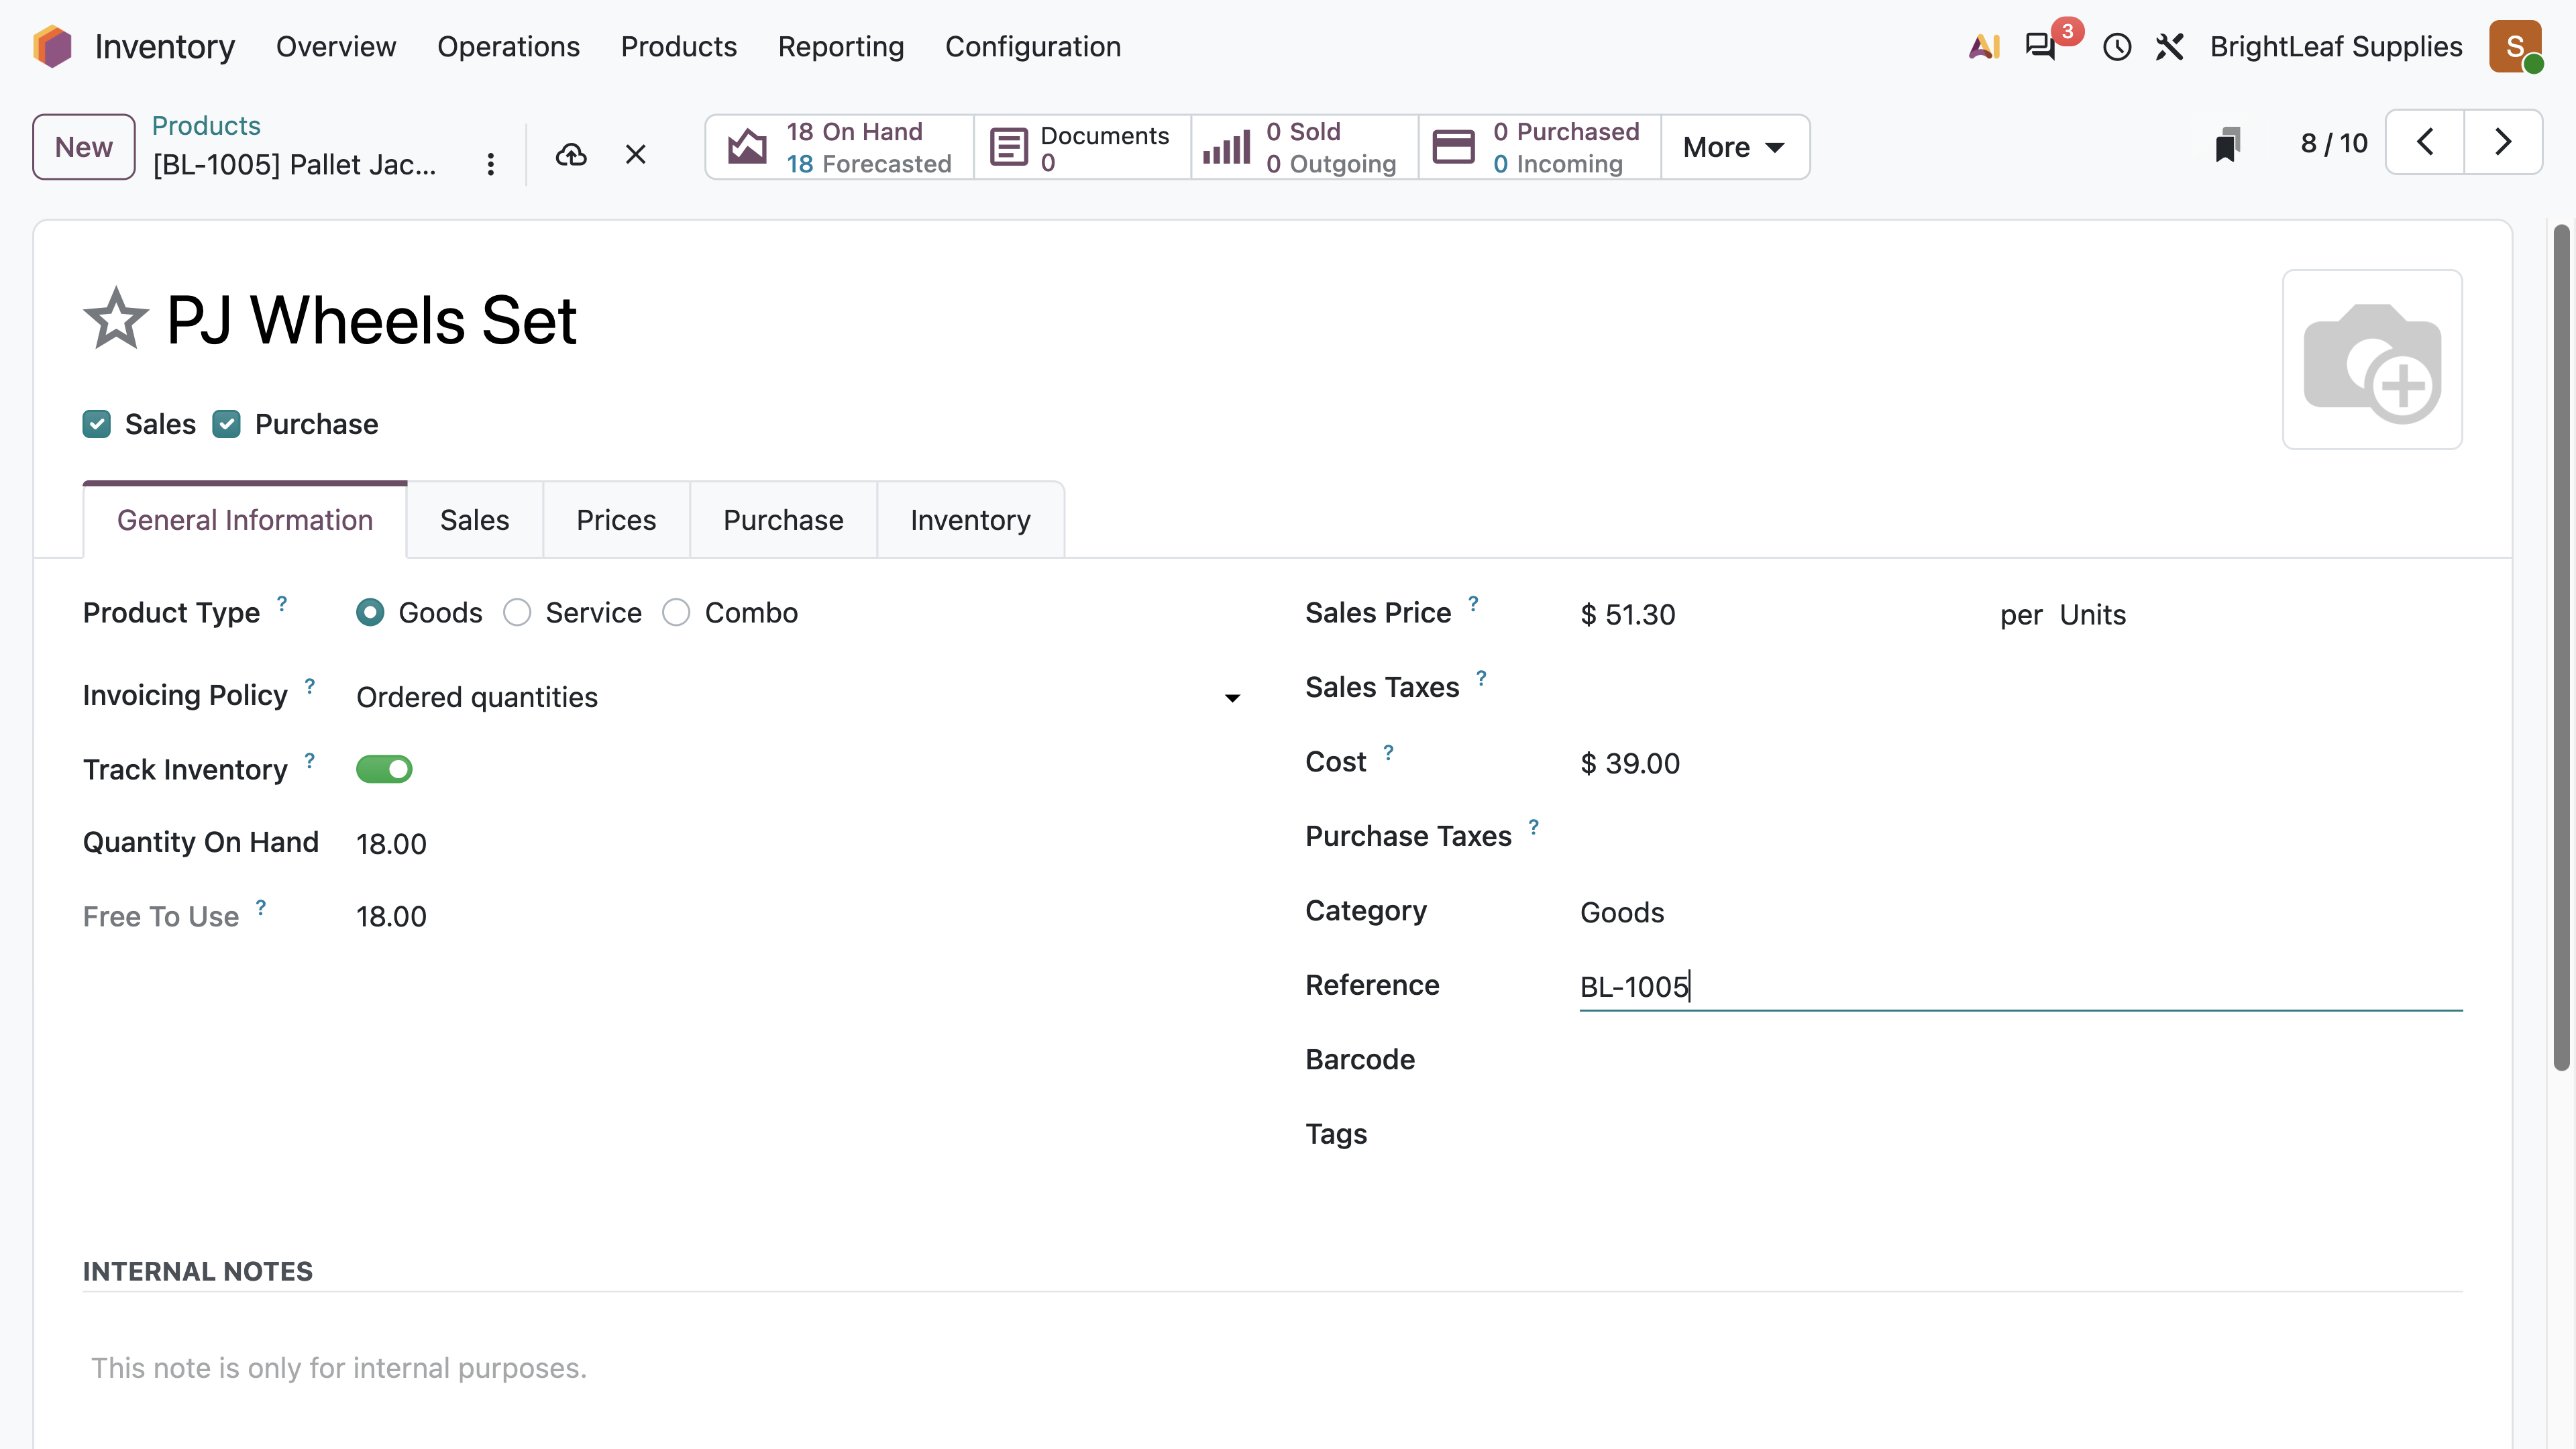 Inventory Overview Operations Products Reporting Configuration
AI 3 BrightLeaf Supplies S
New
Products
[BL-1005] Pallet Jac...
18 On Hand
18 Forecasted
Documents
0
0 Sold
0 Outgoing
0 Purchased
0 Incoming
More
8 / 10
PJ Wheels Set
Sales Purchase
General Information Sales Prices Purchase Inventory
Product Type ? Goods Service Combo
Invoicing Policy ? Ordered quantities
Track Inventory ?
Quantity On Hand 18.00
Free To Use ? 18.00
Sales Price ? $ 51.30 per Units
Sales Taxes ?
Cost ? $ 39.00
Purchase Taxes ?
Category Goods
Reference BL-1005
Barcode
Tags
INTERNAL NOTES
This note is only for internal purposes.